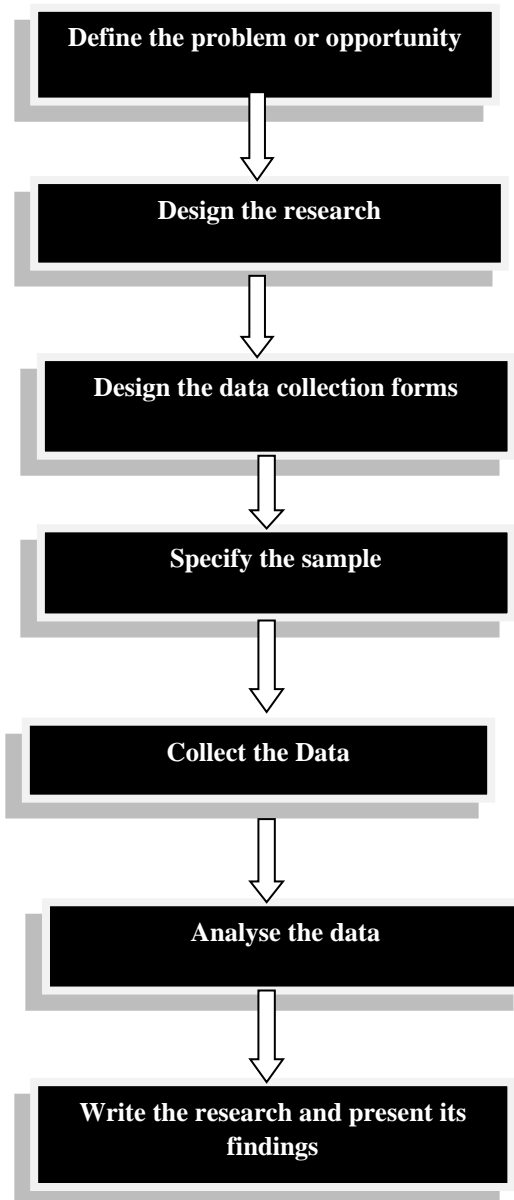 Define the problem or opportunity
Design the research
Design the data collection forms
Specify the sample
Collect the Data
Analyse the data
Write the research and present its
findings